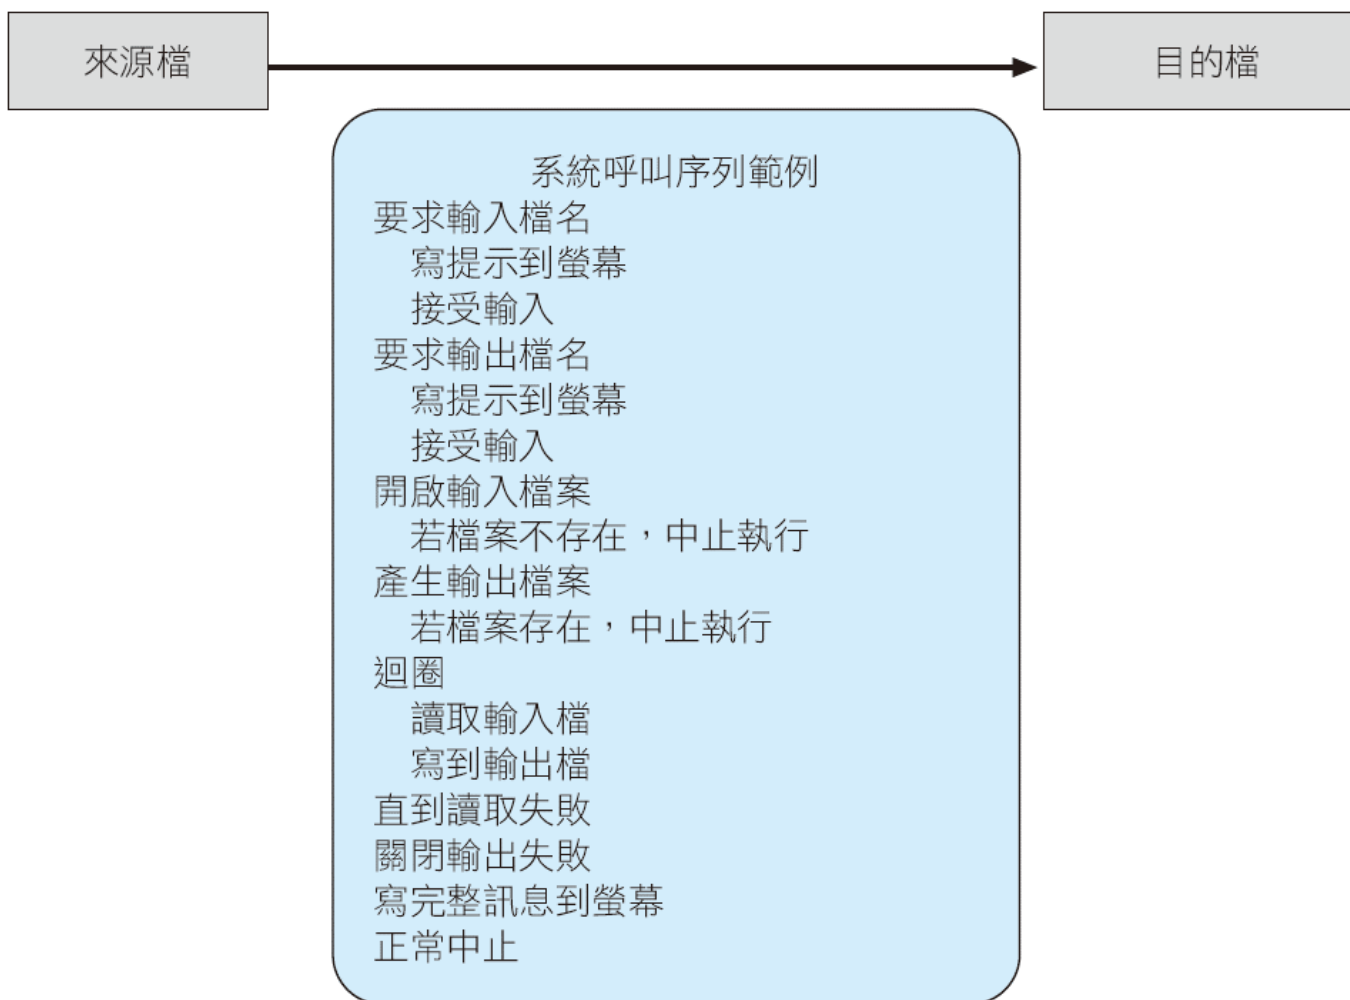 來源檔
目的檔
系統呼叫序列範例
要求輸入檔名
寫提示到螢幕
接受輸入
要求輸出檔名
寫提示到螢幕
接受輸入
開啟輸入檔案
若檔案不存在，中止執行
產生輸出檔案
若檔案存在，中止執行
迴圈
讀取輸入檔
寫到輸出檔
直到讀取失敗
關閉輸出失敗
寫完整訊息到螢幕
正常中止